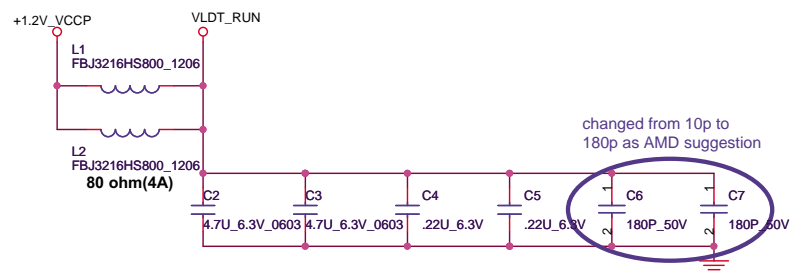 +1.2V_VCCP
VLDT_RUN
L1
FBJ3216HS800_1206
L2
FBJ3216HS800_1206
80 ohm(4A)
changed from 10p to
180p as AMD suggestion
C2
4.7U_6.3V_0603
C3
4.7U_6.3V_0603
C4
.22U_6.3V
C5
.22U_6.3V
1
C6
2
180P_50V
1
C7
2
180P_50V